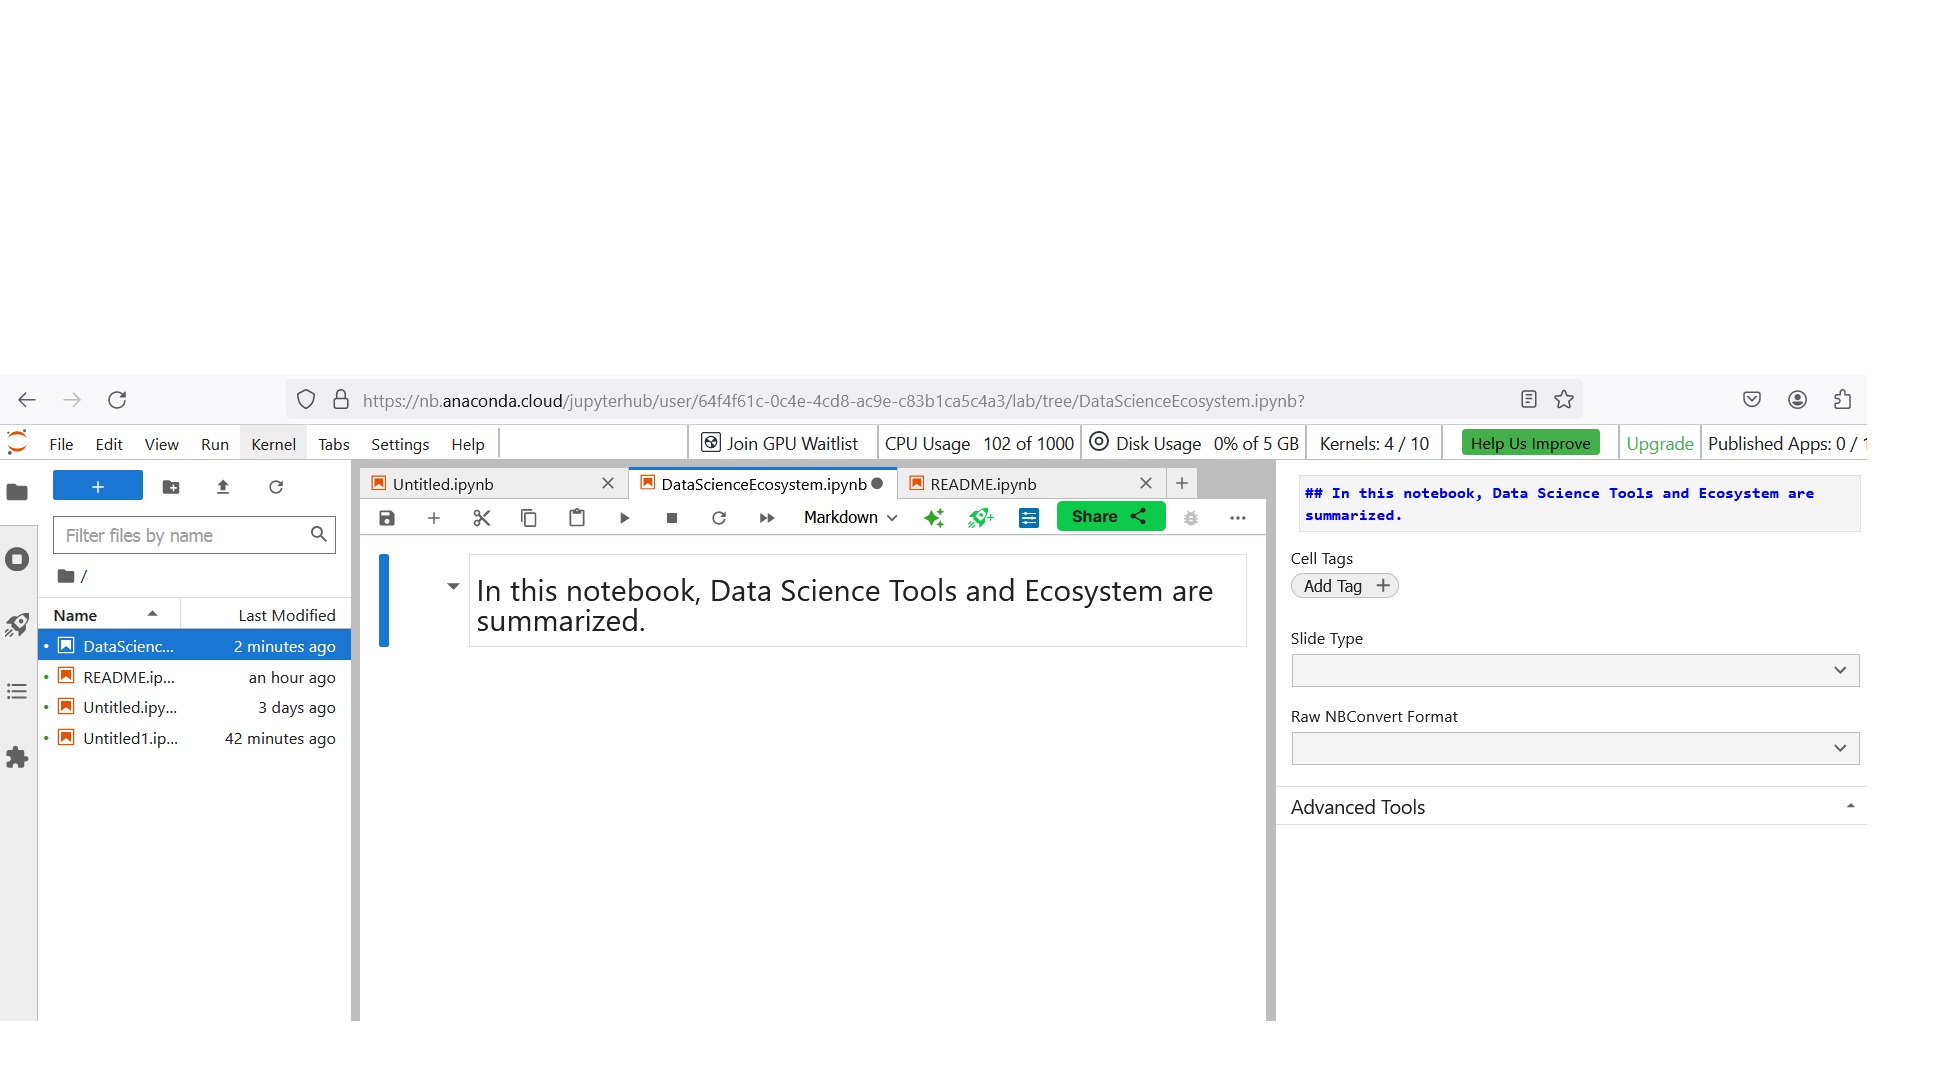 https://nb.anaconda.cloud/jupyterhub/user/64f4f61c-0c4e-4cd8-ac9e-c83b1ca5c4a3/lab/tree/DataScienceEcosystem.ipynb?
File Edit View Run Kernel Tabs Settings Help
Join GPU Waitlist CPU Usage 102 of 1000 Disk Usage 0% of 5 GB Kernels: 4 / 10 Help Us Improve Upgrade Published Apps: 0 / 1
Filter files by name
/
Name Last Modified
DataScienc... 2 minutes ago
README.ip... an hour ago
Untitled.ipy... 3 days ago
Untitled1.ip... 42 minutes ago
Untitled.ipynb DataScienceEcosystem.ipynb README.ipynb
Markdown Share
In this notebook, Data Science Tools and Ecosystem are
summarized.
## In this notebook, Data Science Tools and Ecosystem are
summarized.
Cell Tags
Add Tag +
Slide Type
Raw NBConvert Format
Advanced Tools